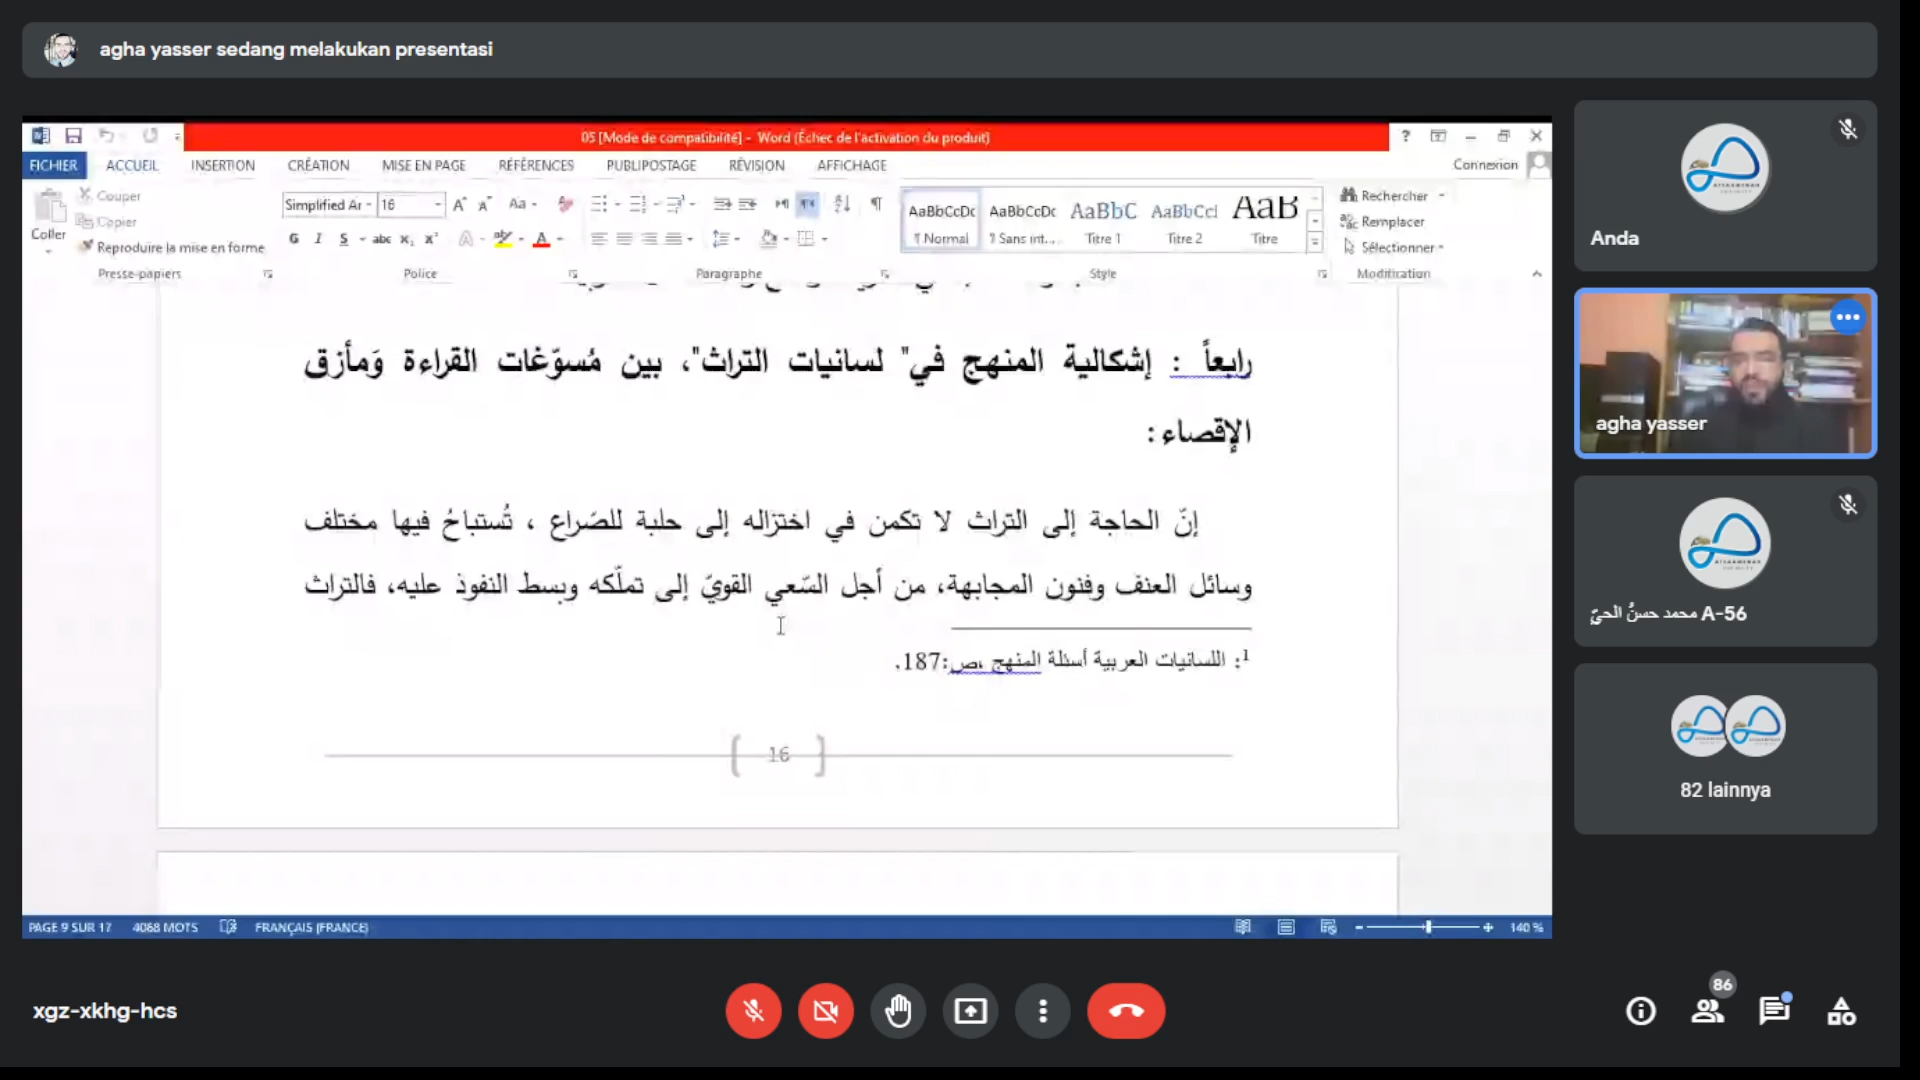 agha yasser sedang melakukan presentasi
05 [Mode de compatibilité] - Word (Échec de l'activation du produit)
FICHIER ACCUEIL INSERTION CRÉATION MISE EN PAGE RÉFÉRENCES PUBLIPOSTAGE RÉVISION AFFICHAGE Connexion
Coller
Couper
Copier
Reproduire la mise en forme
Presse-papiers
Simplified Ar 16
G I S abc x₂ x²
Police
Paragraphe
AaBbCcDc AaBbCcDc AaBbC AaBbCcI AaB
¶ Normal ¶ Sans int... Titre 1 Titre 2 Titre
Style
Rechercher
Remplacer
Sélectionner
Modification
رابعاً : إشكالية المنهج في" لسانيات التراث"، بين مُسوّغات القراءة وَمأزق
الإقصاء:
إنّ الحاجة إلى التراث لا تكمن في اختزاله إلى حلبة للصّراع ، تُستباحُ فيها مختلف
وسائل العنف وفنون المجابهة، من أجل السّعي القويّ إلى تملّكه وبسط النفوذ عليه، فالتراث
1: اللسانيات العربية أسئلة المنهج ،ص:187.
16
PAGE 9 SUR 17 4068 MOTS FRANÇAIS (FRANCE) 140 %
Anda
agha yasser
محمد حسنُ الحيّ A-56
82 lainnya
xgz-xkhg-hcs
86